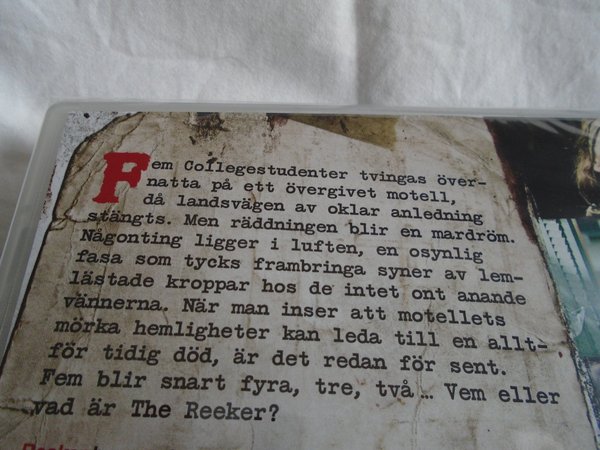 Fem Collegestudenter tvingas över-
natta på ett övergivet motell,
då landsvägen av oklar anledning
stängts. Men räddningen blir en mardröm.
Någonting ligger i luften, en osynlig
fasa som tycks frambringa syner av lem-
lästade kroppar hos de intet ont anande
vännerna. När man inser att motellets
mörka hemligheter kan leda till en allt-
för tidig död, är det redan för sent.
Fem blir snart fyra, tre, två … Vem eller
vad är The Reeker?